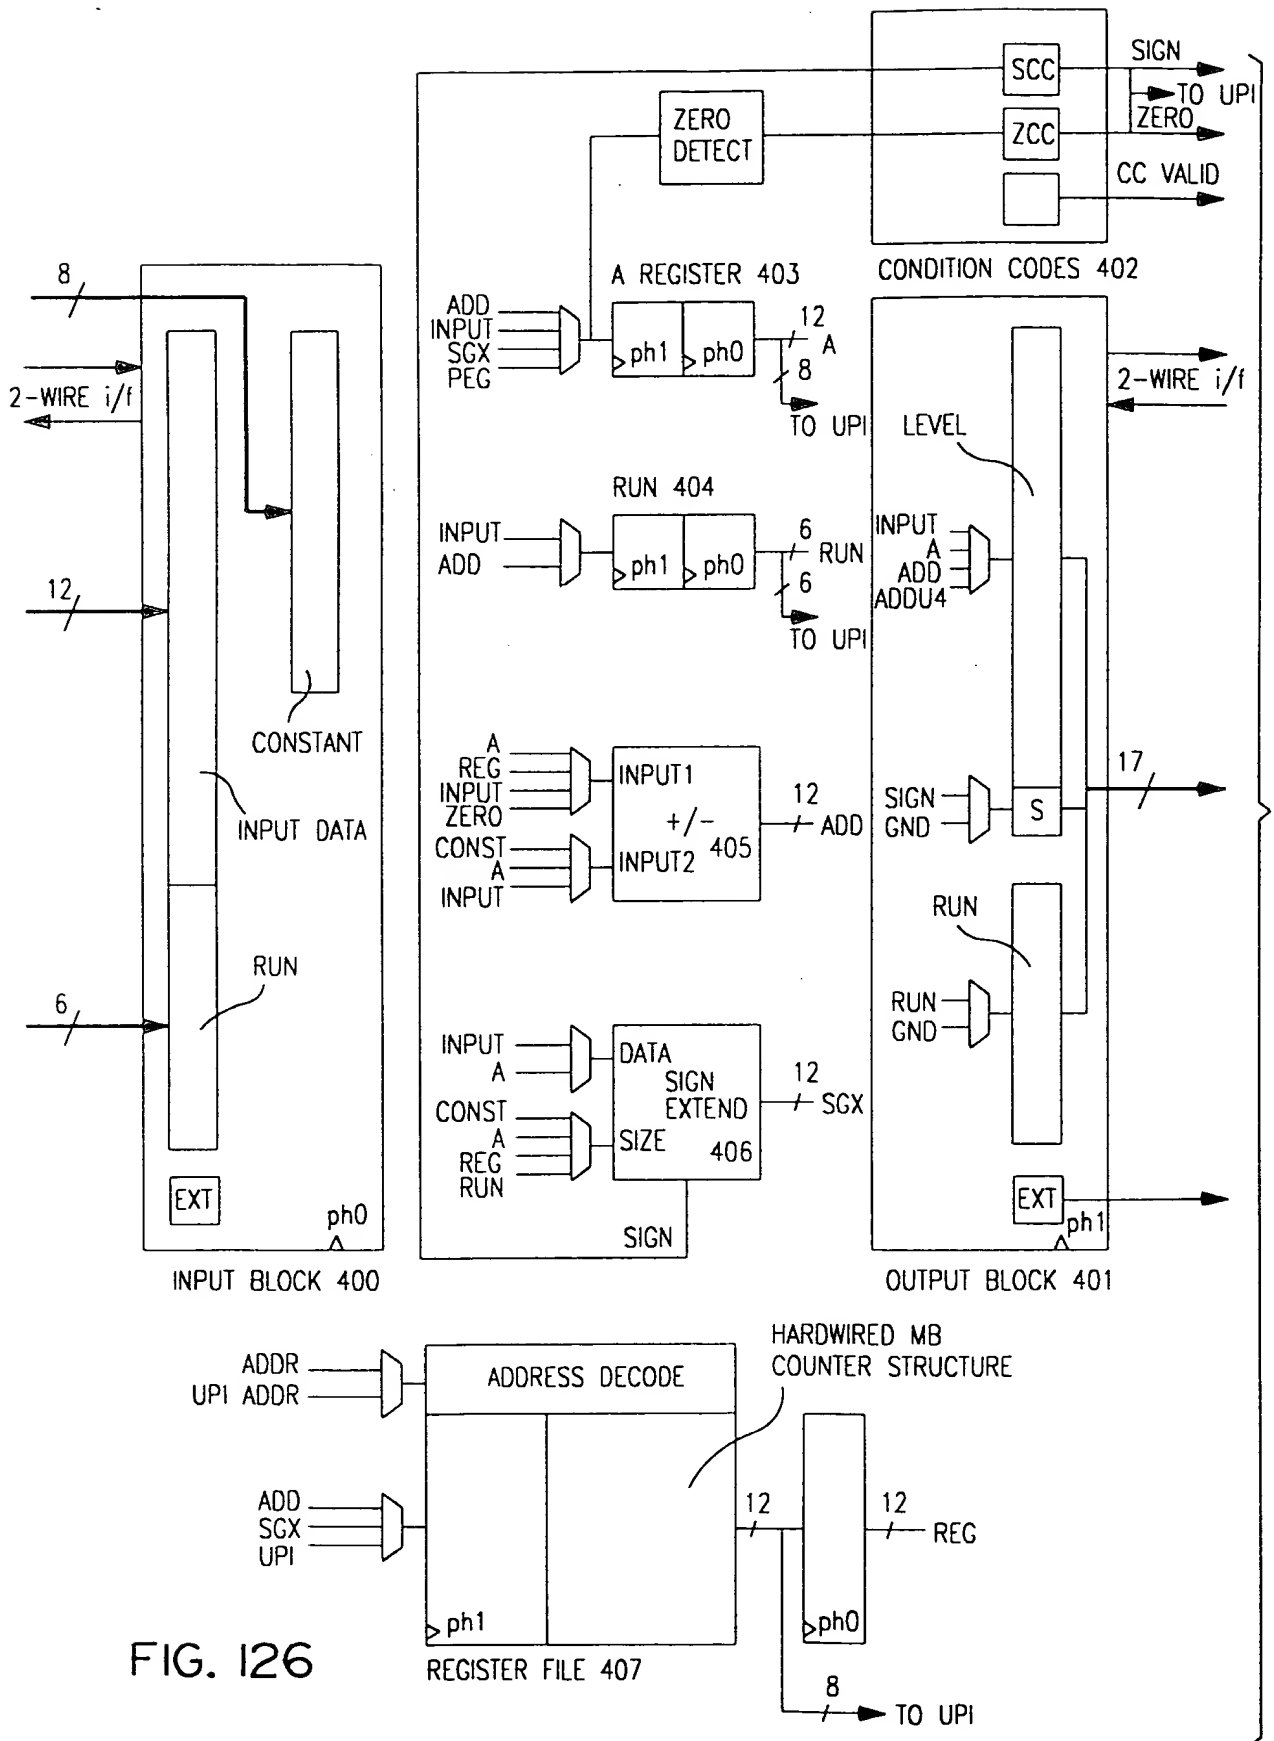 SCC
SIGN
TO UPI
ZERO
DETECT
ZCC
ZERO
CC VALID
CONDITION CODES 402
8
2-WIRE i/f
12
CONSTANT
INPUT DATA
RUN
6
EXT
ph0
INPUT BLOCK 400
A REGISTER 403
ADD
INPUT
SGX
PEG
ph1
ph0
12
A
8
TO UPI
RUN 404
INPUT
ADD
ph1
ph0
6
RUN
6
TO UPI
A
REG
INPUT
ZERO
CONST
A
INPUT
INPUT1
+/-
405
INPUT2
12
ADD
INPUT
A
CONST
A
REG
RUN
DATA
SIGN
EXTEND
SIZE
406
12
SGX
SIGN
2-WIRE i/f
LEVEL
INPUT
A
ADD
ADDU4
17
SIGN
GND
S
RUN
RUN
GND
EXT
ph1
OUTPUT BLOCK 401
HARDWIRED MB
COUNTER STRUCTURE
ADDR
UPI ADDR
ADDRESS DECODE
ADD
SGX
UPI
12
12
REG
ph1
ph0
REGISTER FILE 407
8
TO UPI
FIG. 126